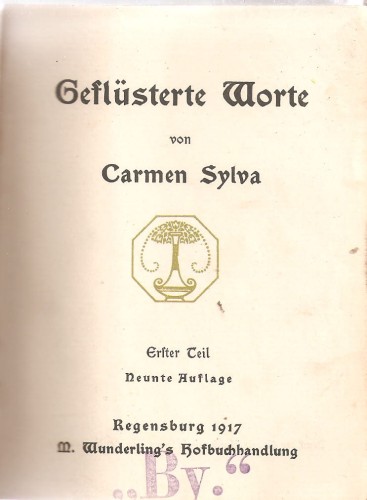 Geflüsterte Worte
von
Carmen Sylva
Erster Teil
Neunte Auflage
Regensburg 1917
W. Wunderling's Hofbuchhandlung
„By.“